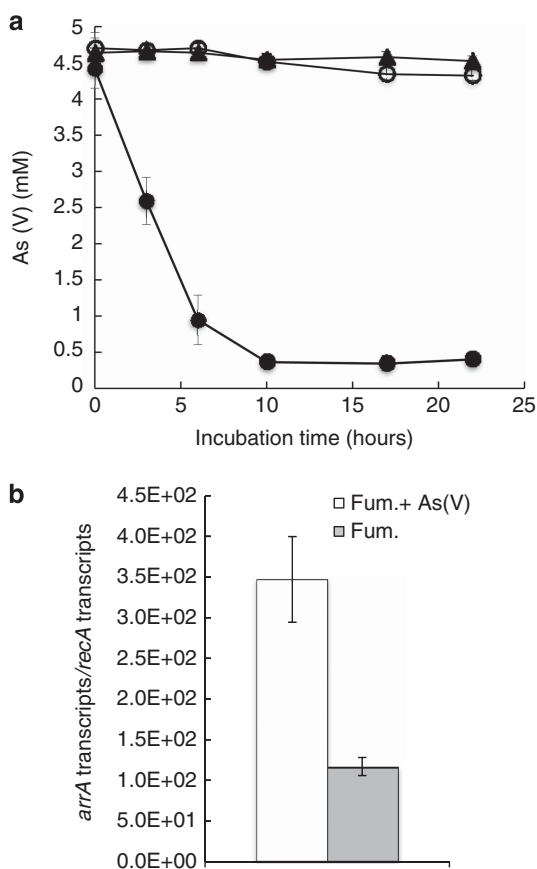 a
As (V) (mM)
5
4.5
4
3.5
3
2.5
2
1.5
1
0.5
0
0 5 10 15 20 25
Incubation time (hours)
b
arrA transcripts/recA transcripts
4.5E+02
4.0E+02
3.5E+02
3.0E+02
2.5E+02
2.0E+02
1.5E+02
1.0E+02
5.0E+01
0.0E+00
Fum.+ As(V)
Fum.